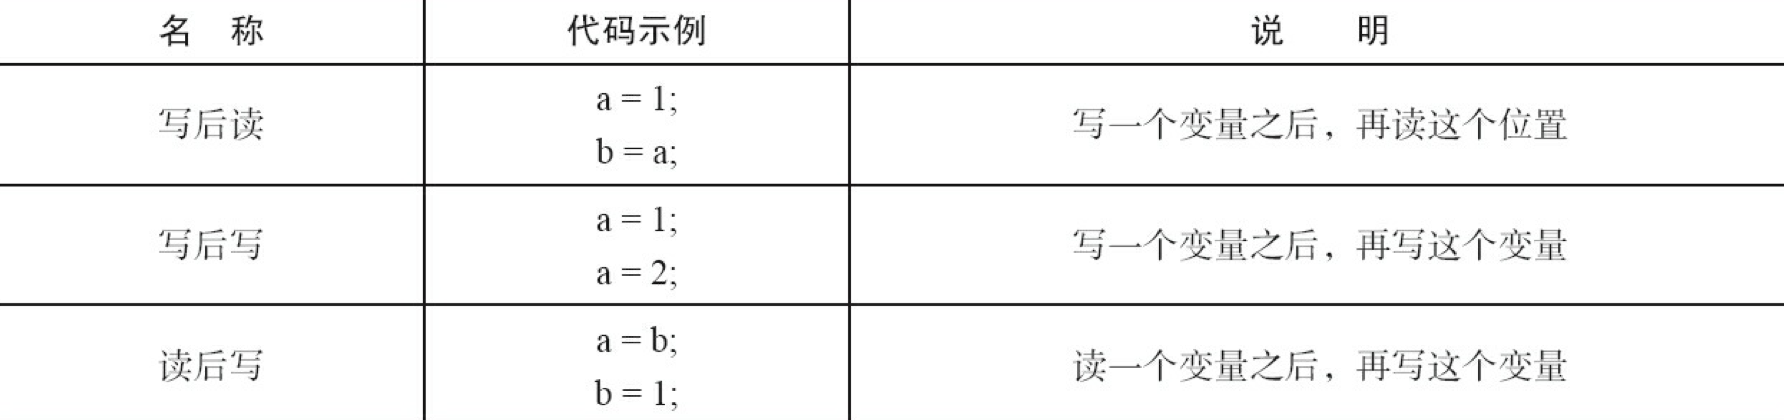 名 称 代码示例 说 明
写后读 a = 1; 写一个变量之后，再读这个位置
b = a;
写后写 a = 1; 写一个变量之后，再写这个变量
a = 2;
读后写 a = b; 读一个变量之后，再写这个变量
b = 1;